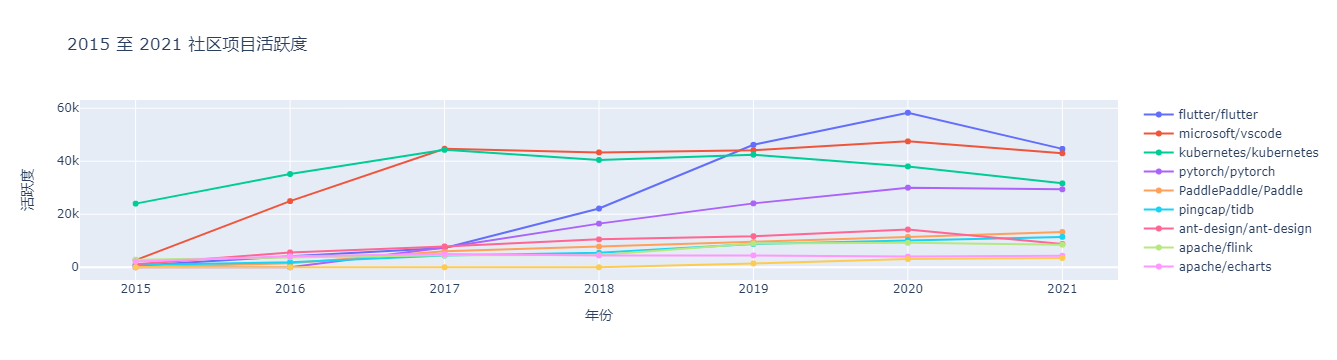 2015 至 2021 社区项目活跃度
60k
40k
20k
0
活跃度
2015 2016 2017 2018 2019 2020 2021
年份
flutter/flutter
microsoft/vscode
kubernetes/kubernetes
pytorch/pytorch
PaddlePaddle/Paddle
pingcap/tidb
ant-design/ant-design
apache/flink
apache/echarts